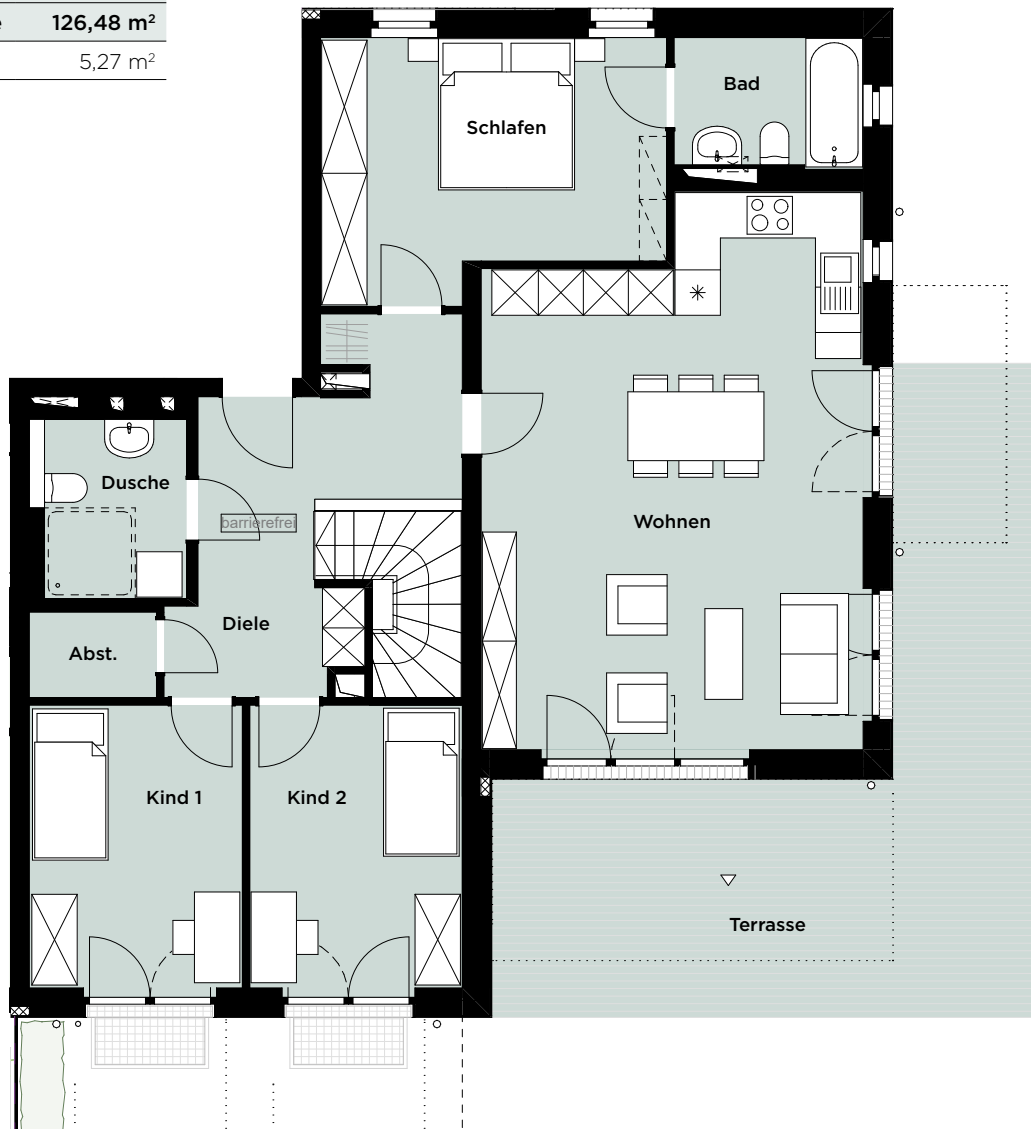 126,48 m²
5,27 m²
Bad
Schlafen
Dusche
barrierefrei
Wohnen
Diele
Abst.
Kind 1
Kind 2
Terrasse